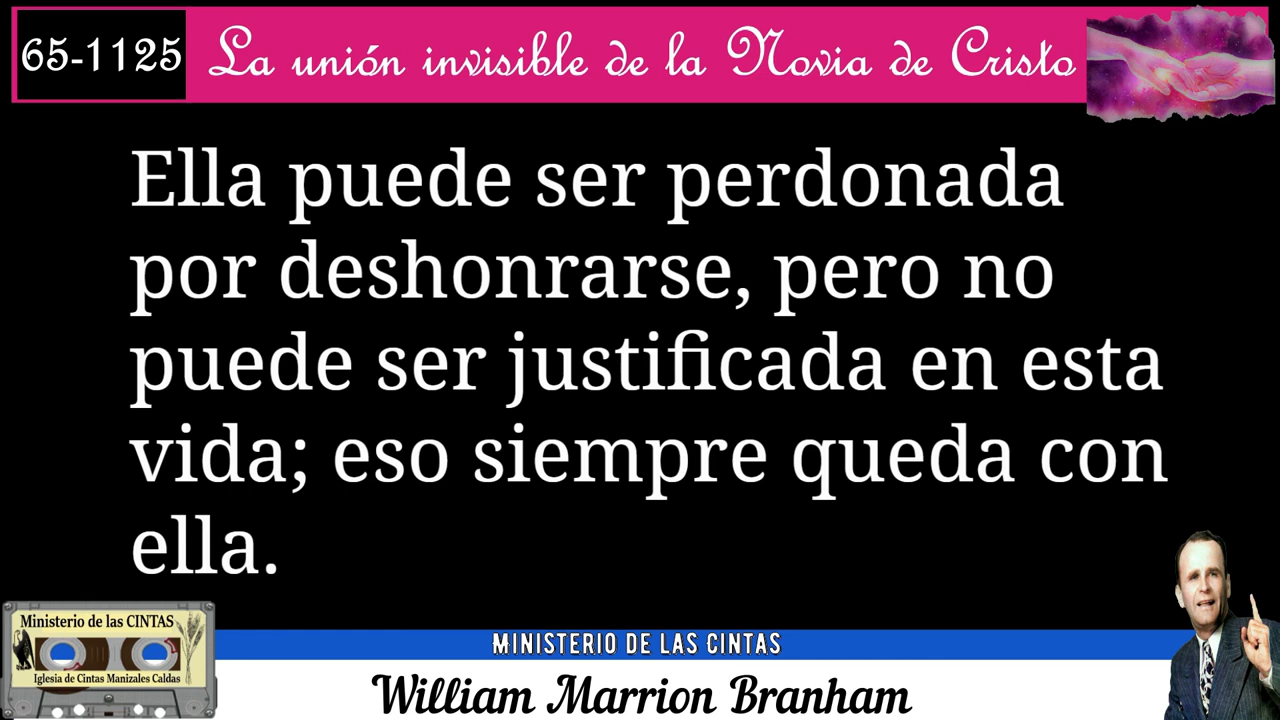 65-1125
La unión invisible de la Novia de Cristo
Ella puede ser perdonada
por deshonrarse, pero no
puede ser justificada en esta
vida; eso siempre queda con
ella.
Ministerio de las CINTAS
Iglesia de Cintas Manizales Caldas
MINISTERIO DE LAS CINTAS
William Marrion Branham